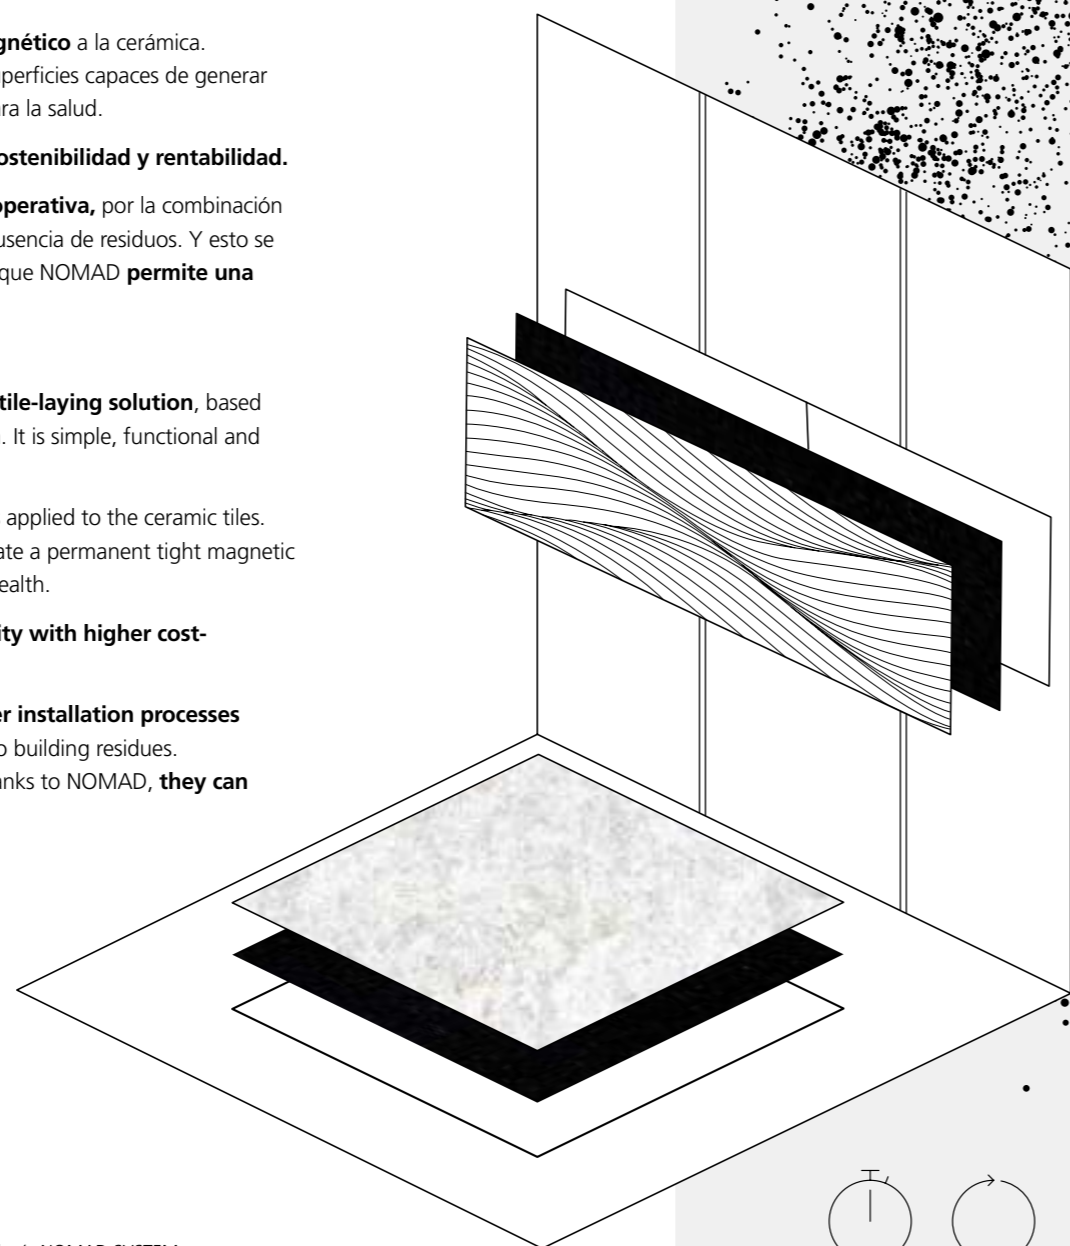 gnético a la cerámica.
perficies capaces de generar
ra la salud.
ostenibilidad y rentabilidad.
operativa, por la combinación
usencia de residuos. Y esto se
que NOMAD permite una
tile-laying solution, based
. It is simple, functional and
applied to the ceramic tiles.
ate a permanent tight magnetic
ealth.
ity with higher cost-
er installation processes
o building residues.
anks to NOMAD, they can
NOMAD SYSTEM